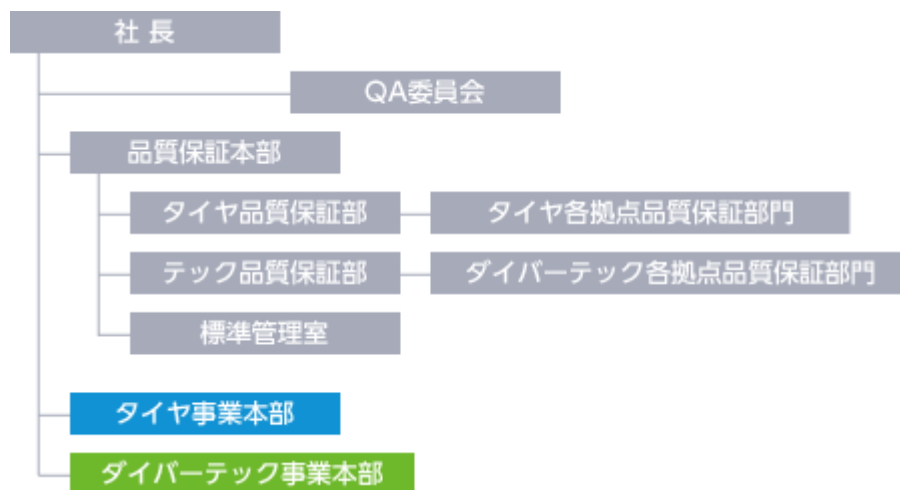 社 長
QA委員会
品質保証本部
タイヤ品質保証部
タイヤ各拠点品質保証部門
テック品質保証部
ダイバーテック各拠点品質保証部門
標準管理室
タイヤ事業本部
ダイバーテック事業本部